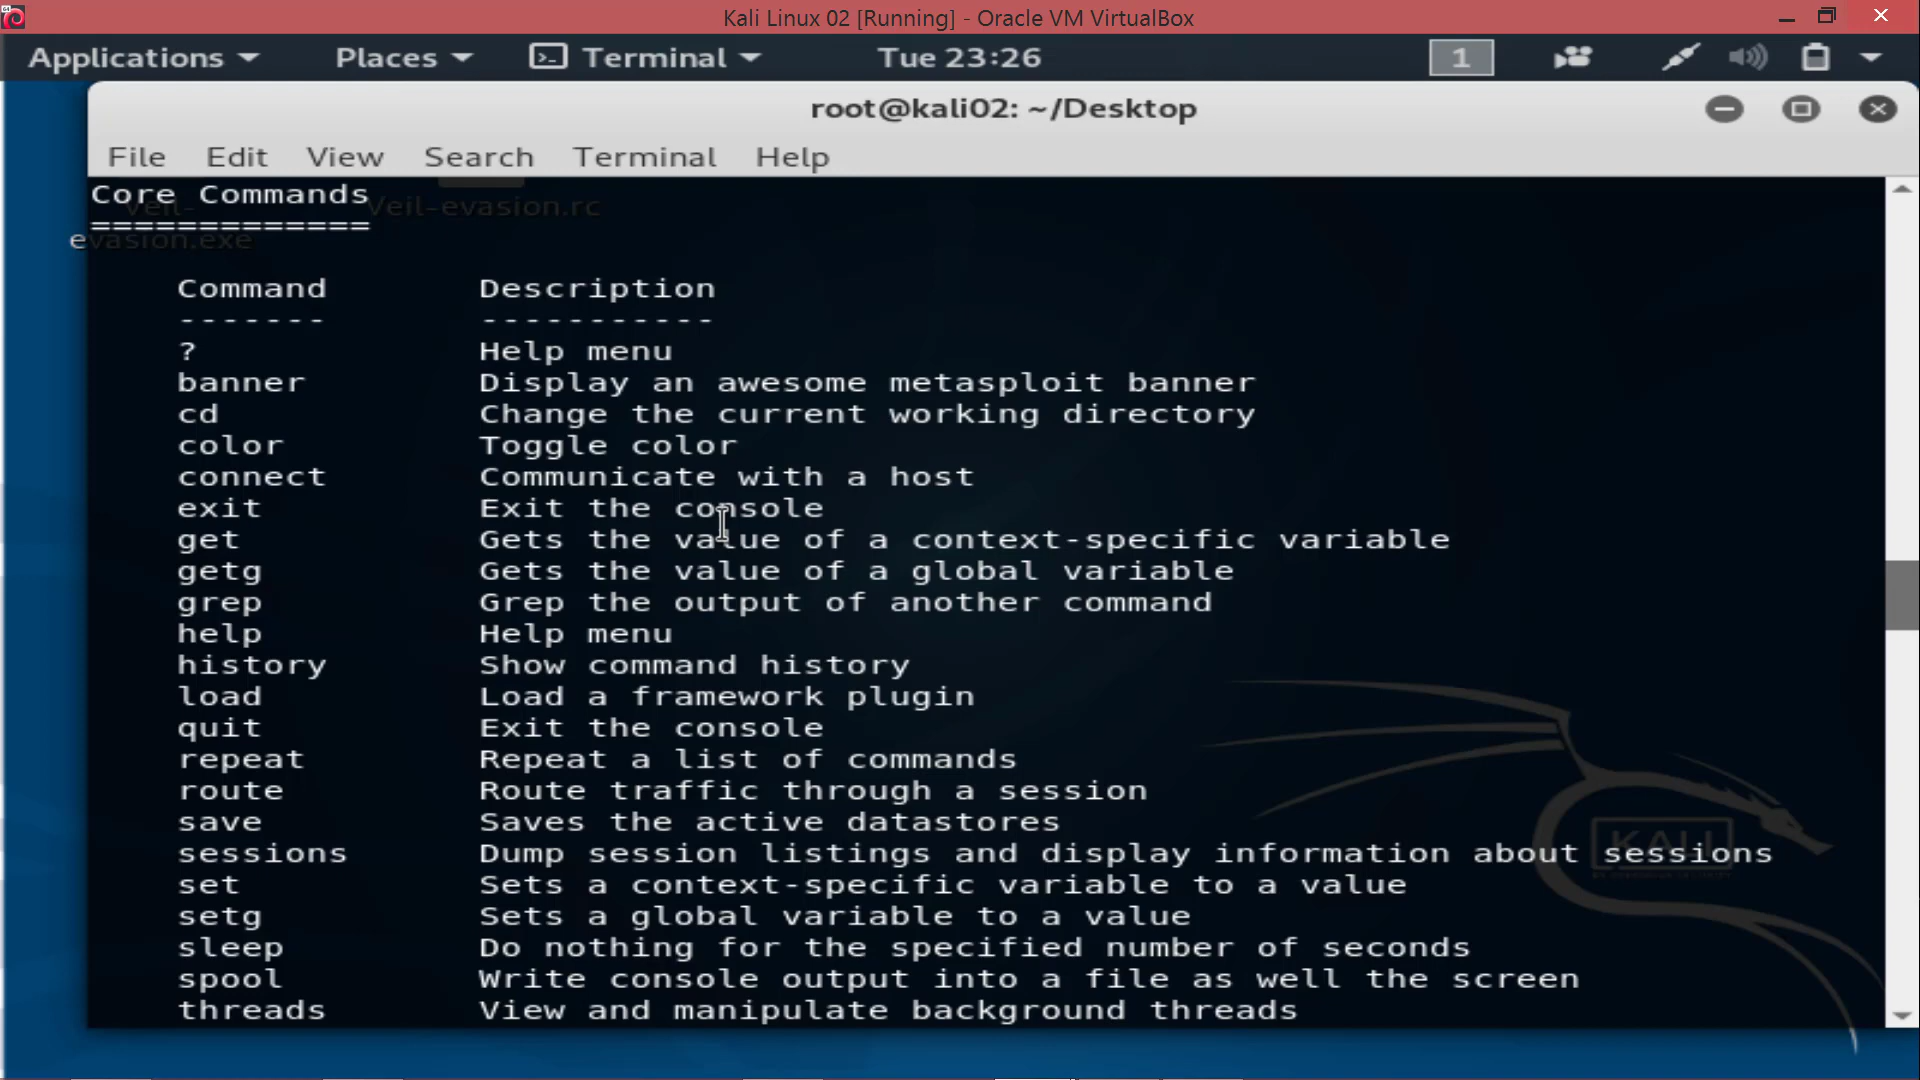 Kali Linux 02 [Running] - Oracle VM VirtualBox
Applications Places Terminal Tue 23:26 1
root@kali02: ~/Desktop
File Edit View Search Terminal Help
Core Commands
=============
Veil-evasion.rc
Veil-
evasion.exe
Command Description
------- -----------
? Help menu
banner Display an awesome metasploit banner
cd Change the current working directory
color Toggle color
connect Communicate with a host
exit Exit the console
get Gets the value of a context-specific variable
getg Gets the value of a global variable
grep Grep the output of another command
help Help menu
history Show command history
load Load a framework plugin
quit Exit the console
repeat Repeat a list of commands
route Route traffic through a session
save Saves the active datastores
sessions Dump session listings and display information about sessions
set Sets a context-specific variable to a value
setg Sets a global variable to a value
sleep Do nothing for the specified number of seconds
spool Write console output into a file as well the screen
threads View and manipulate background threads
KALI